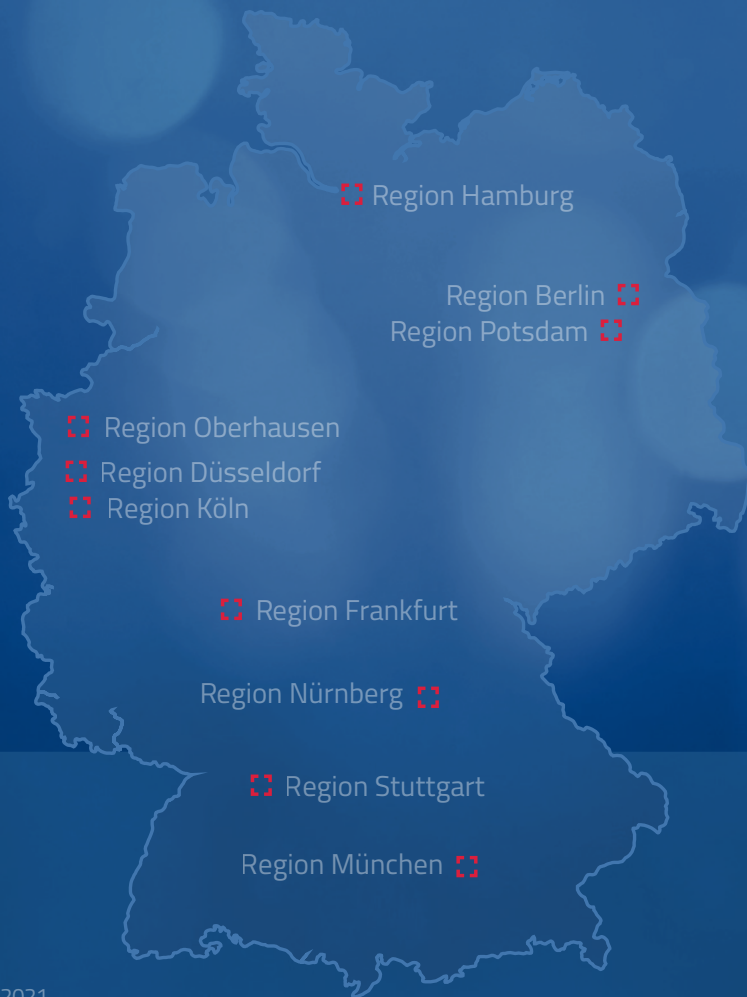 Region Hamburg
Region Berlin
Region Potsdam
Region Oberhausen
Region Düsseldorf
Region Köln
Region Frankfurt
Region Nürnberg
Region Stuttgart
Region München
2021